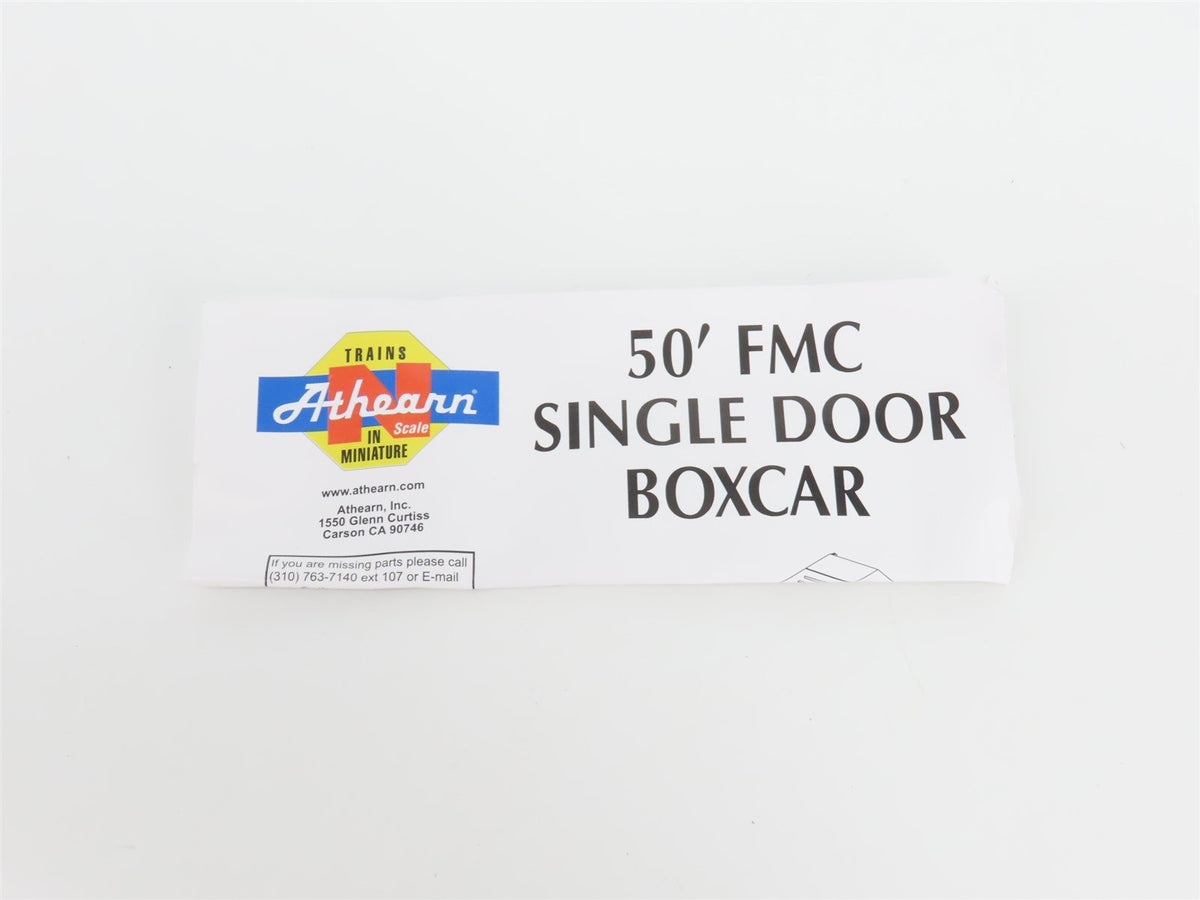 TRAINS
Athearn®
N Scale
IN
MINIATURE
www.athearn.com
Athearn, Inc.
1550 Glenn Curtiss
Carson CA 90746
If you are missing parts please call
(310) 763-7140 ext 107 or E-mail
50' FMC
SINGLE DOOR
BOXCAR